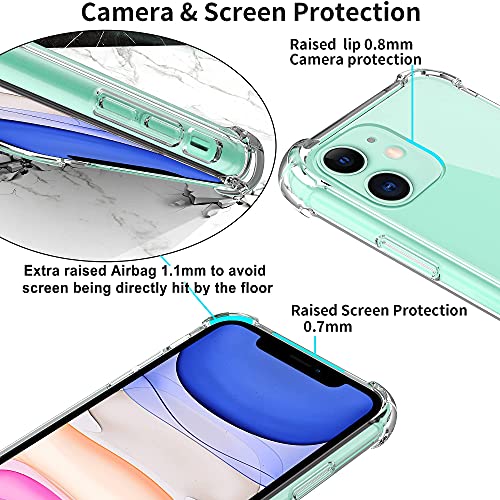 Camera & Screen Protection
Raised lip 0.8mm
Camera protection
Extra raised Airbag 1.1mm to avoid
screen being directly hit by the floor
Raised Screen Protection
0.7mm